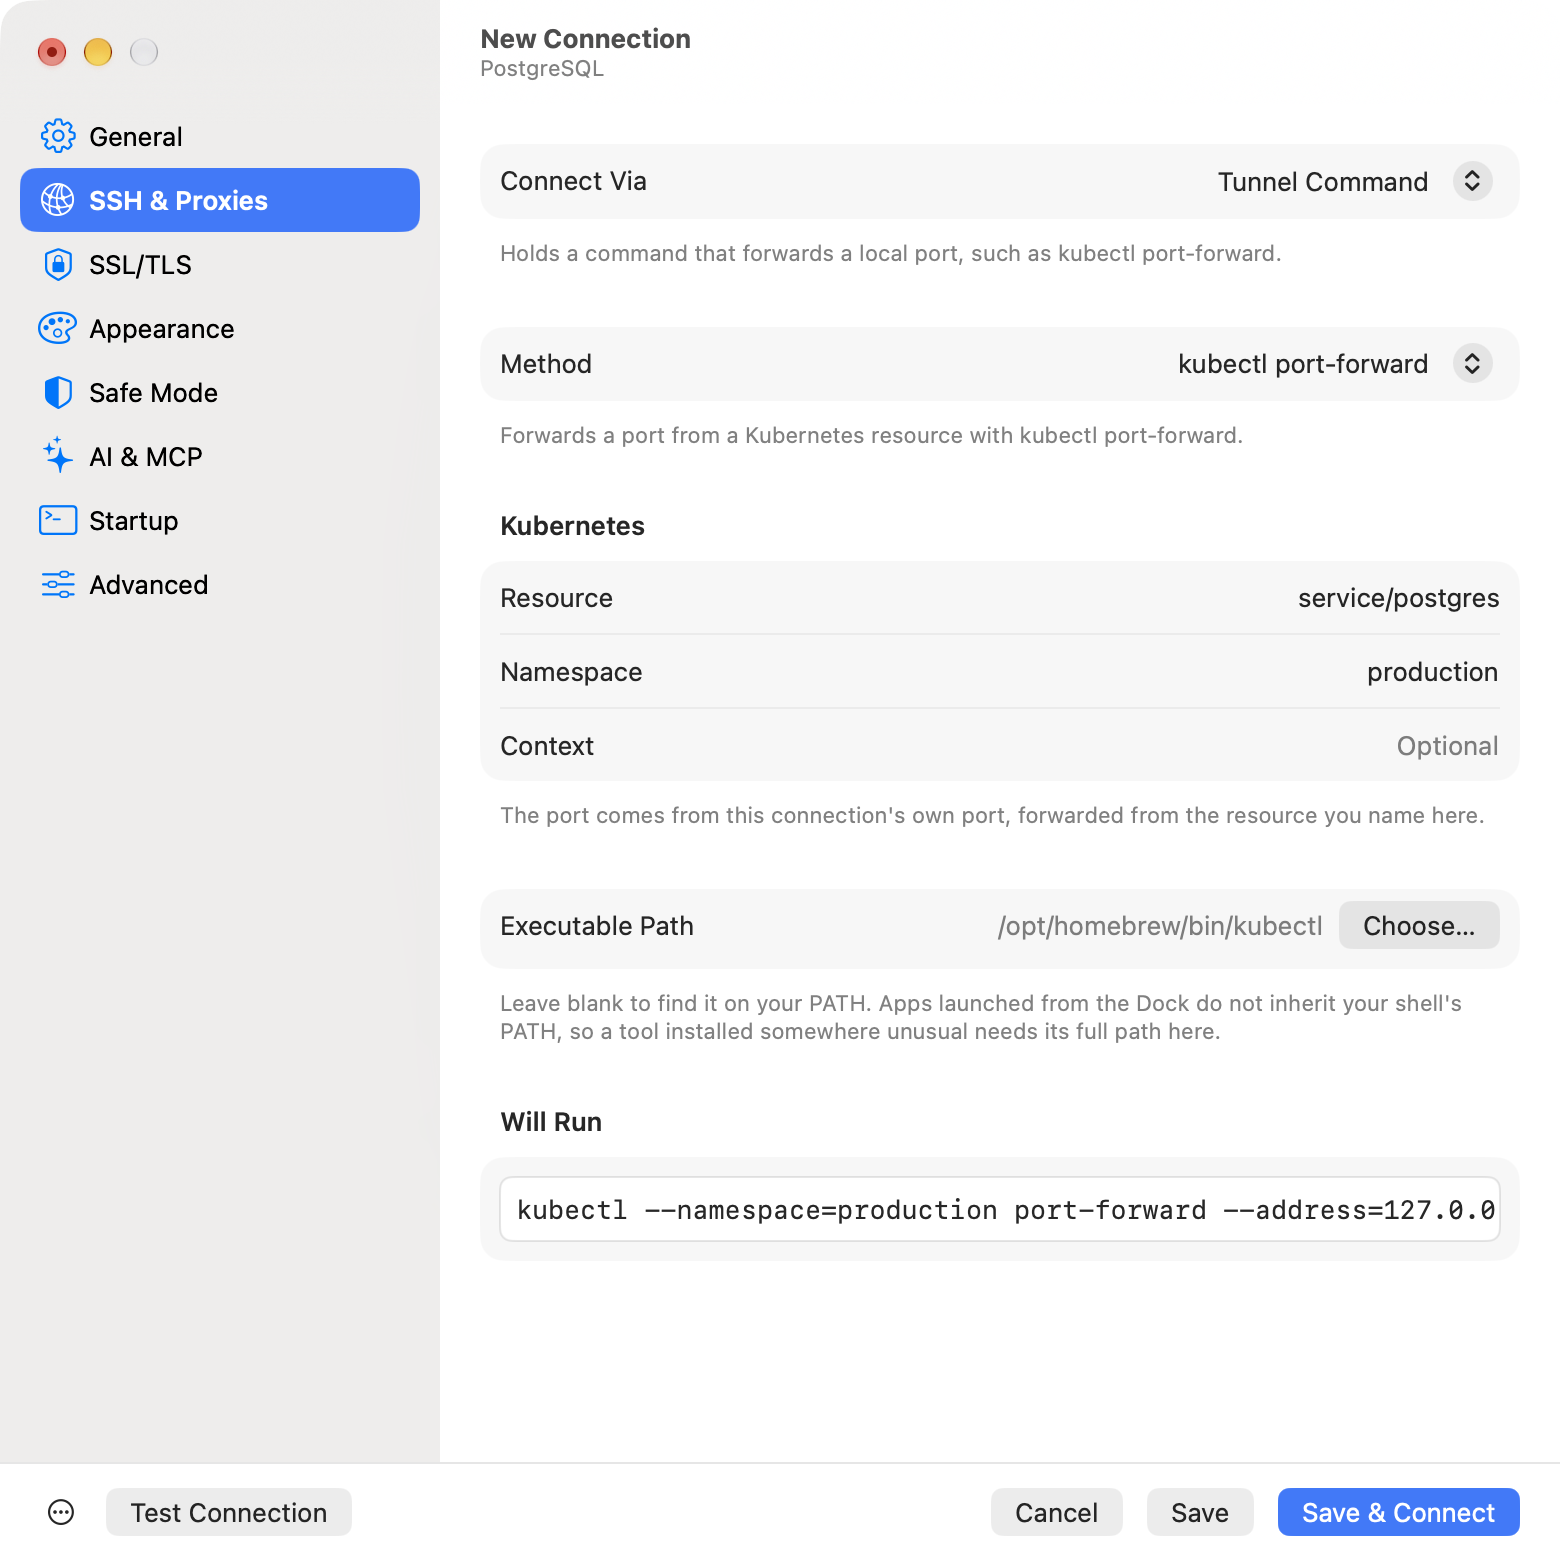 New Connection
PostgreSQL
General
SSH & Proxies
SSL/TLS
Appearance
Safe Mode
AI & MCP
Startup
Advanced
Connect Via
Tunnel Command
Holds a command that forwards a local port, such as kubectl port-forward.
Method
kubectl port-forward
Forwards a port from a Kubernetes resource with kubectl port-forward.
Kubernetes
Resource
service/postgres
Namespace
production
Context
Optional
The port comes from this connection's own port, forwarded from the resource you name here.
Executable Path
/opt/homebrew/bin/kubectl
Choose...
Leave blank to find it on your PATH. Apps launched from the Dock do not inherit your shell's
PATH, so a tool installed somewhere unusual needs its full path here.
Will Run
kubectl --namespace=production port-forward --address=127.0.0
Test Connection
Cancel
Save
Save & Connect